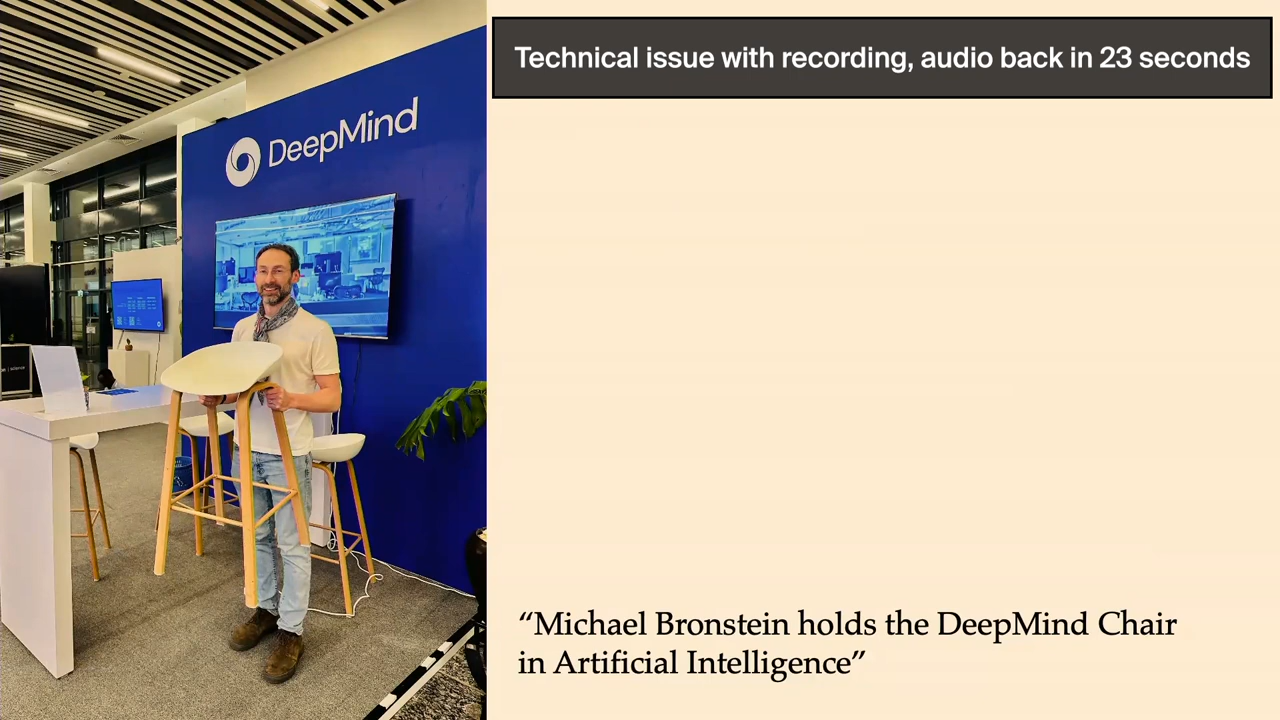 Technical issue with recording, audio back in 23 seconds
DeepMind
“Michael Bronstein holds the DeepMind Chair
in Artificial Intelligence”